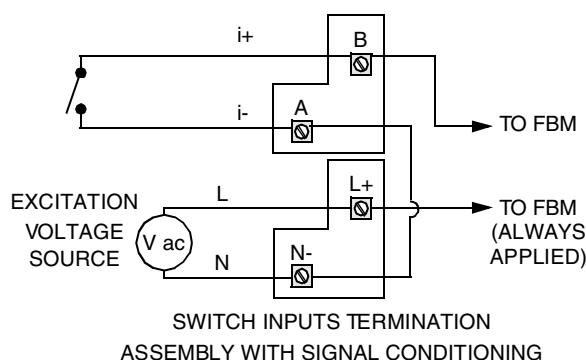 i+
B
i-
A
TO FBM
L+
L
EXCITATION
VOLTAGE
SOURCE
V ac
TO FBM
(ALWAYS
APPLIED)
N
N-
SWITCH INPUTS TERMINATION
ASSEMBLY WITH SIGNAL CONDITIONING